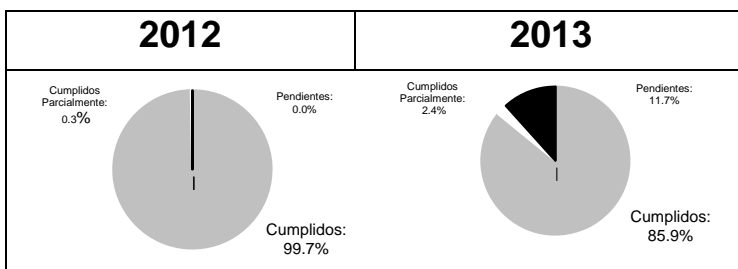 2012
2013
Cumplidos
Parcialmente:
0.3%
Pendientes:
0.0%
Cumplidos:
99.7%
Cumplidos
Parcialmente:
2.4%
Pendientes:
11.7%
Cumplidos:
85.9%